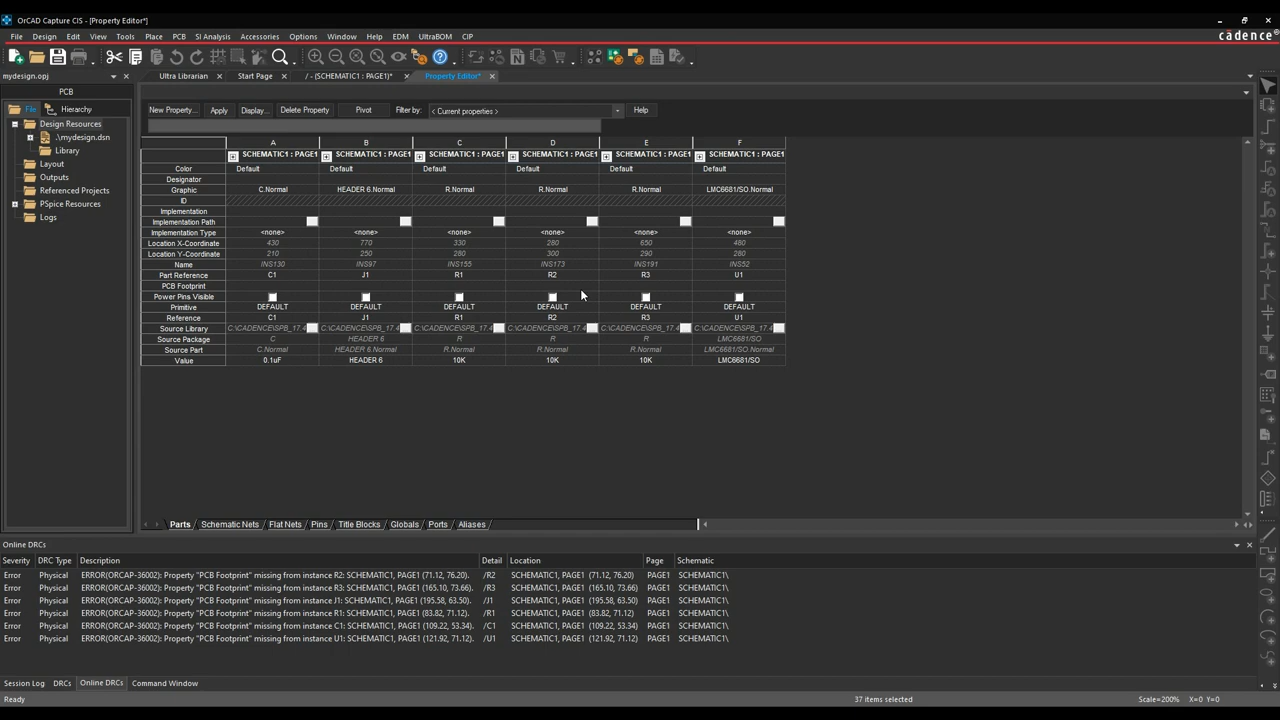 OrCAD Capture CIS - [Property Editor*]
File Design Edit View Tools Place PCB SI Analysis Accessories Options Window Help EDM UltraBOM CIP
cadence
mydesign.opj
Ultra Librarian Start Page / - (SCHEMATIC1 : PAGE1)* Property Editor*
PCB
File Hierarchy
Design Resources
.\mydesign.dsn
Library
Layout
Outputs
Referenced Projects
PSpice Resources
Logs
New Property... Apply Display... Delete Property Pivot Filter by: < Current properties > Help
A B C D E F
SCHEMATIC1 : PAGE1 SCHEMATIC1 : PAGE1 SCHEMATIC1 : PAGE1 SCHEMATIC1 : PAGE1 SCHEMATIC1 : PAGE1 SCHEMATIC1 : PAGE1
Color Default Default Default Default Default Default
Designator
Graphic C.Normal HEADER 6.Normal R.Normal R.Normal R.Normal LMC6681/SO.Normal
ID
Implementation
Implementation Path
Implementation Type <none> <none> <none> <none> <none> <none>
Location X-Coordinate 430 770 330 280 650 480
Location Y-Coordinate 210 250 280 300 290 280
Name INS130 INS97 INS155 INS173 INS191 INS52
Part Reference C1 J1 R1 R2 R3 U1
PCB Footprint
Power Pins Visible
Primitive DEFAULT DEFAULT DEFAULT DEFAULT DEFAULT DEFAULT
Reference C1 J1 R1 R2 R3 U1
Source Library C:\CADENCE\SPB_17.4 C:\CADENCE\SPB_17.4 C:\CADENCE\SPB_17.4 C:\CADENCE\SPB_17.4 C:\CADENCE\SPB_17.4 C:\CADENCE\SPB_17.4
Source Package C HEADER 6 R R R LMC6681/SO
Source Part C.Normal HEADER 6.Normal R.Normal R.Normal R.Normal LMC6681/SO.Normal
Value 0.1uF HEADER 6 10K 10K 10K LMC6681/SO
Parts Schematic Nets Flat Nets Pins Title Blocks Globals Ports Aliases
Online DRCs
Severity DRC Type Description Detail Location Page Schematic
Error Physical ERROR(ORCAP-36002): Property "PCB Footprint" missing from instance R2: SCHEMATIC1, PAGE1 (71.12, 76.20). /R2 SCHEMATIC1, PAGE1 (71.12, 76.20) PAGE1 SCHEMATIC1\
Error Physical ERROR(ORCAP-36002): Property "PCB Footprint" missing from instance R3: SCHEMATIC1, PAGE1 (165.10, 73.66). /R3 SCHEMATIC1, PAGE1 (165.10, 73.66) PAGE1 SCHEMATIC1\
Error Physical ERROR(ORCAP-36002): Property "PCB Footprint" missing from instance J1: SCHEMATIC1, PAGE1 (195.58, 63.50). /J1 SCHEMATIC1, PAGE1 (195.58, 63.50) PAGE1 SCHEMATIC1\
Error Physical ERROR(ORCAP-36002): Property "PCB Footprint" missing from instance R1: SCHEMATIC1, PAGE1 (83.82, 71.12). /R1 SCHEMATIC1, PAGE1 (83.82, 71.12) PAGE1 SCHEMATIC1\
Error Physical ERROR(ORCAP-36002): Property "PCB Footprint" missing from instance C1: SCHEMATIC1, PAGE1 (109.22, 53.34). /C1 SCHEMATIC1, PAGE1 (109.22, 53.34) PAGE1 SCHEMATIC1\
Error Physical ERROR(ORCAP-36002): Property "PCB Footprint" missing from instance U1: SCHEMATIC1, PAGE1 (121.92, 71.12). /U1 SCHEMATIC1, PAGE1 (121.92, 71.12) PAGE1 SCHEMATIC1\
Session Log DRCs Online DRCs Command Window
Ready 37 items selected Scale=200% X=0 Y=0